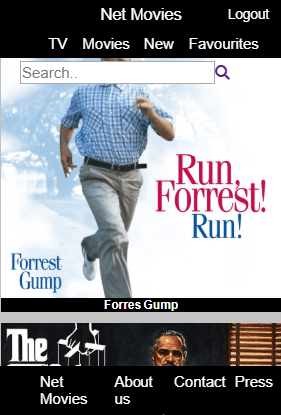 Net Movies
Logout
TV Movies New Favourites
Search..
Run,
Forrest!
Run!
Forrest
Gump
Forres Gump
The
Net Movies
About us
Contact
Press